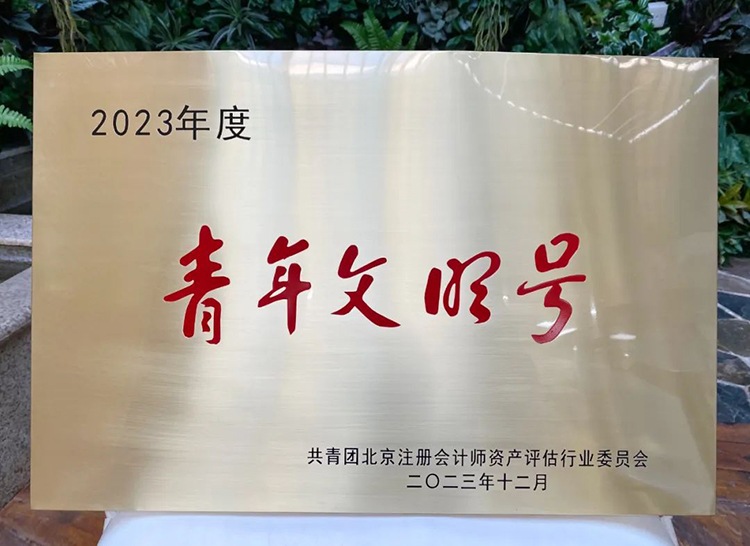 2023年度
青年文明号
共青团北京注册会计师资产评估行业委员会
二〇二三年十二月